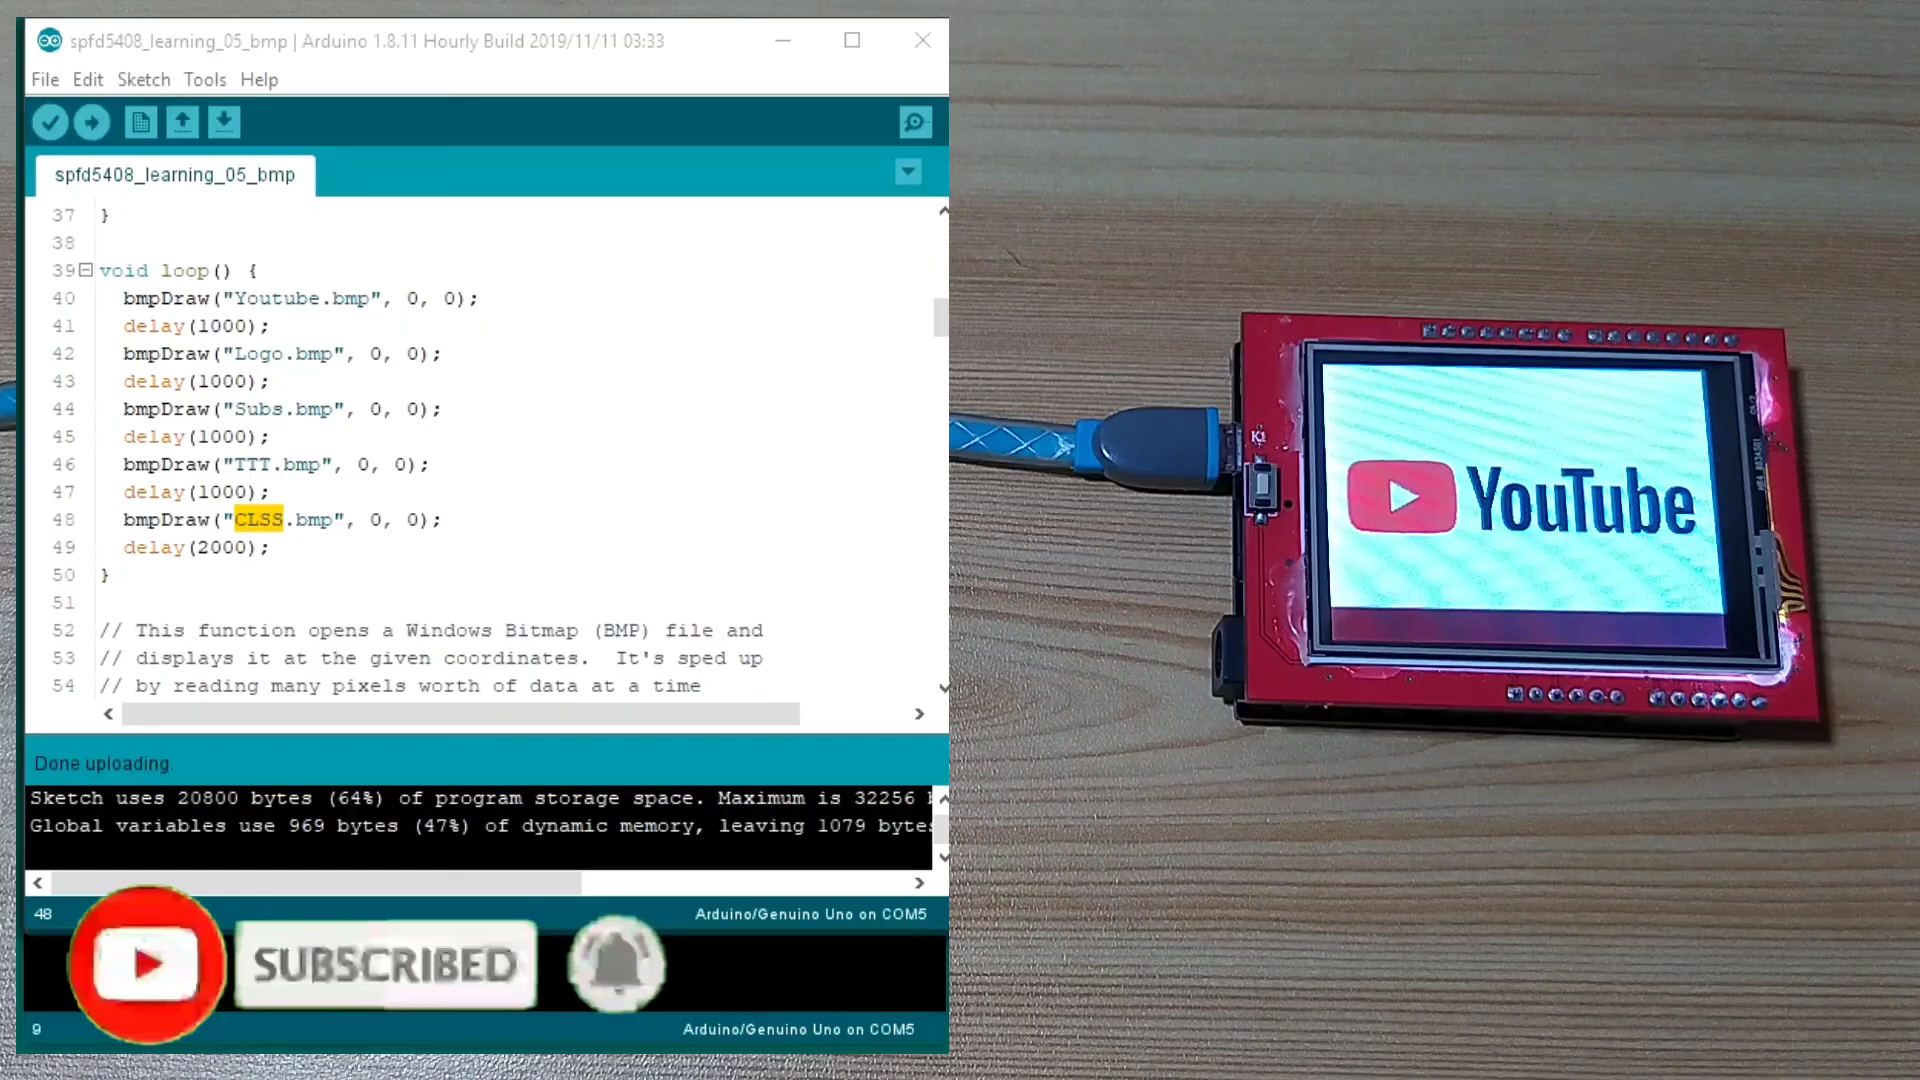 spfd5408_learning_05_bmp | Arduino 1.8.11 Hourly Build 2019/11/11 03:33
File Edit Sketch Tools Help
spfd5408_learning_05_bmp
37 }
38
39 void loop() {
40 bmpDraw("Youtube.bmp", 0, 0);
41 delay(1000);
42 bmpDraw("Logo.bmp", 0, 0);
43 delay(1000);
44 bmpDraw("Subs.bmp", 0, 0);
45 delay(1000);
46 bmpDraw("TTT.bmp", 0, 0);
47 delay(1000);
48 bmpDraw("CLSS.bmp", 0, 0);
49 delay(2000);
50 }
51
52 // This function opens a Windows Bitmap (BMP) file and
53 // displays it at the given coordinates. It's sped up
54 // by reading many pixels worth of data at a time
Done uploading.
Sketch uses 20800 bytes (64%) of program storage space. Maximum is 32256
Global variables use 969 bytes (47%) of dynamic memory, leaving 1079 bytes
48 Arduino/Genuino Uno on COM5
SUBSCRIBED
9 Arduino/Genuino Uno on COM5
K1
YouTube